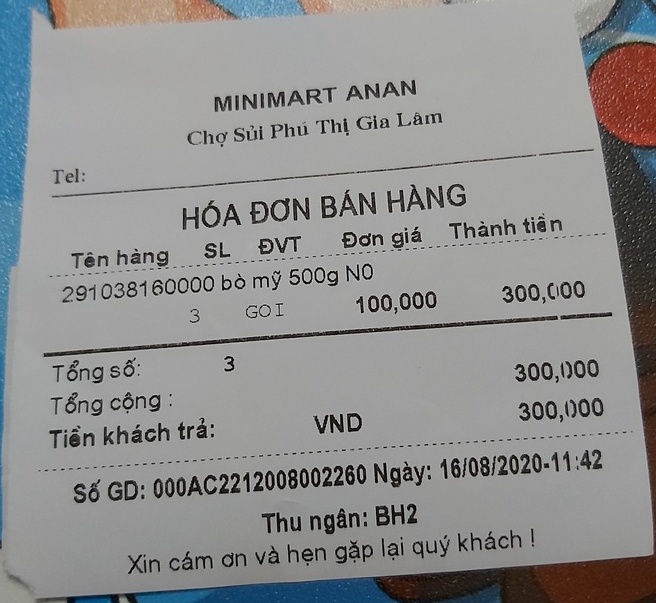 MINIMART ANAN
Chợ Sủi Phú Thị Gia Lâm
Tel:
HÓA ĐƠN BÁN HÀNG
Tên hàng SL ĐVT Đơn giá Thành tiền
291038160000 bò mỹ 500g N0
3 GOI 100,000 300,000
Tổng số: 3
Tổng cộng : 300,000
Tiền khách trả: VND 300,000
Số GD: 000AC2212008002260 Ngày: 16/08/2020-11:42
Thu ngân: BH2
Xin cám ơn và hẹn gặp lại quý khách !